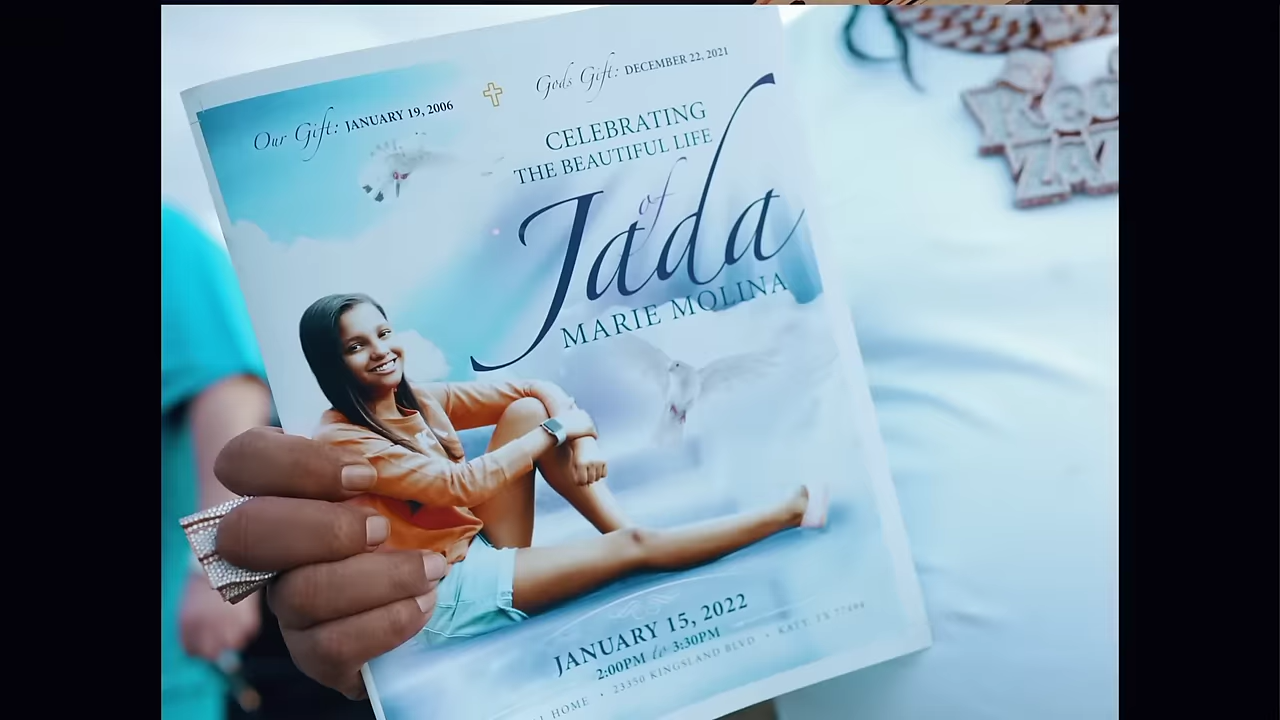 Our Gift: JANUARY 19, 2006
Gods Gift: DECEMBER 22, 2021
CELEBRATING
THE BEAUTIFUL LIFE
of
Jada
MARIE MOLINA
JANUARY 15, 2022
2:00PM to 3:30PM
HOME • 23350 KINGSLAND BLVD • KATY, TX 77494